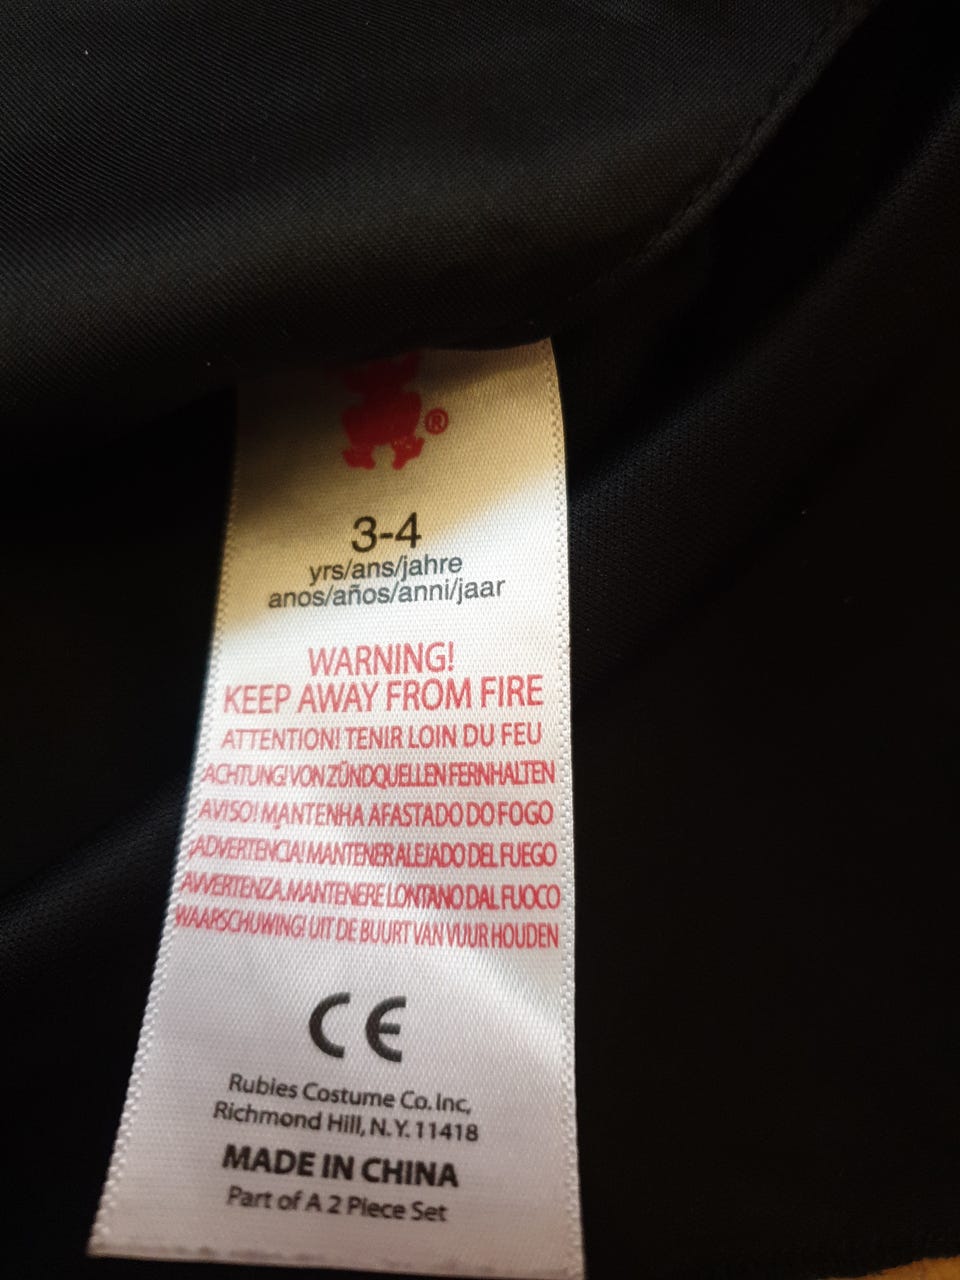 ®
3-4
yrs/ans/jahre
anos/años/anni/jaar
WARNING!
KEEP AWAY FROM FIRE
ATTENTION! TENIR LOIN DU FEU
ACHTUNG! VON ZÜNDQUELLEN FERNHALTEN
AVISO! MANTENHA AFASTADO DO FOGO
¡ADVERTENCIA! MANTENER ALEJADO DEL FUEGO
AVVERTENZA. MANTENERE LONTANO DAL FUOCO
WAARSCHUWING! UIT DE BUURT VAN VUUR HOUDEN
CE
Rubies Costume Co. Inc,
Richmond Hill, N.Y. 11418
MADE IN CHINA
Part of A 2 Piece Set